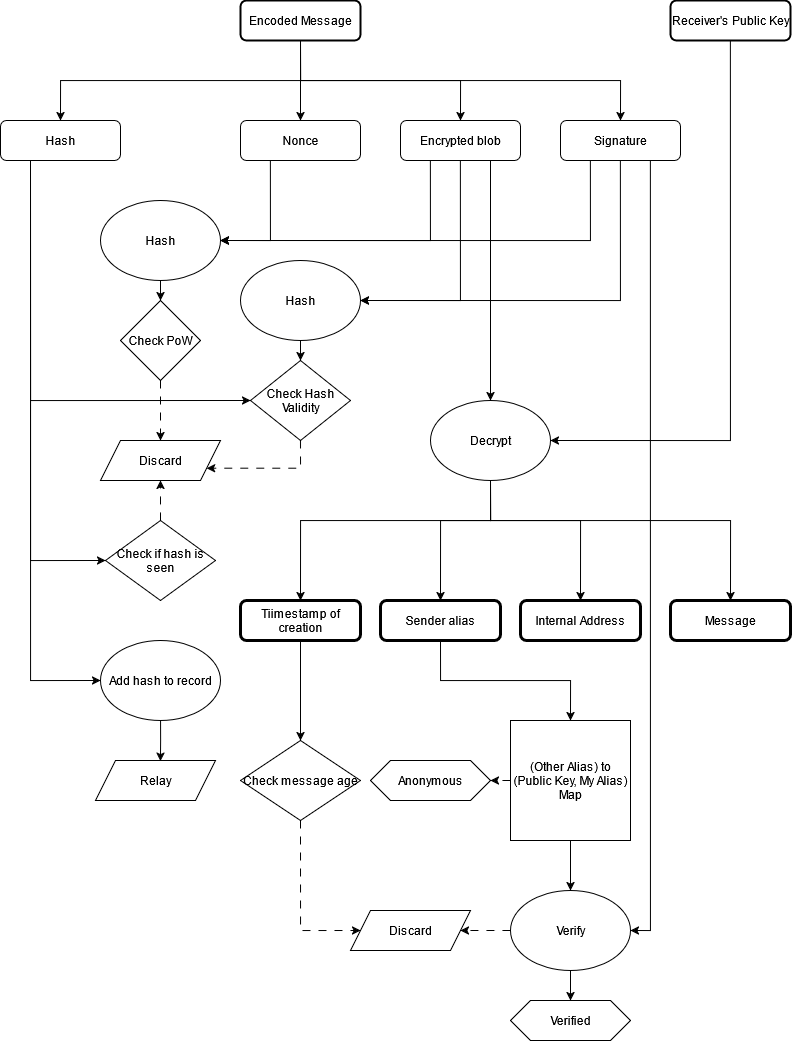 Encoded Message
Receiver's Public Key
Hash
Nonce
Encrypted blob
Signature
Hash
Hash
Check PoW
Check Hash
Validity
Discard
Decrypt
Check if hash is
seen
Tiimestamp of
creation
Sender alias
Internal Address
Message
Add hash to record
Relay
Check message age
Anonymous
(Other Alias) to
(Public Key, My Alias)
Map
Discard
Verify
Verified